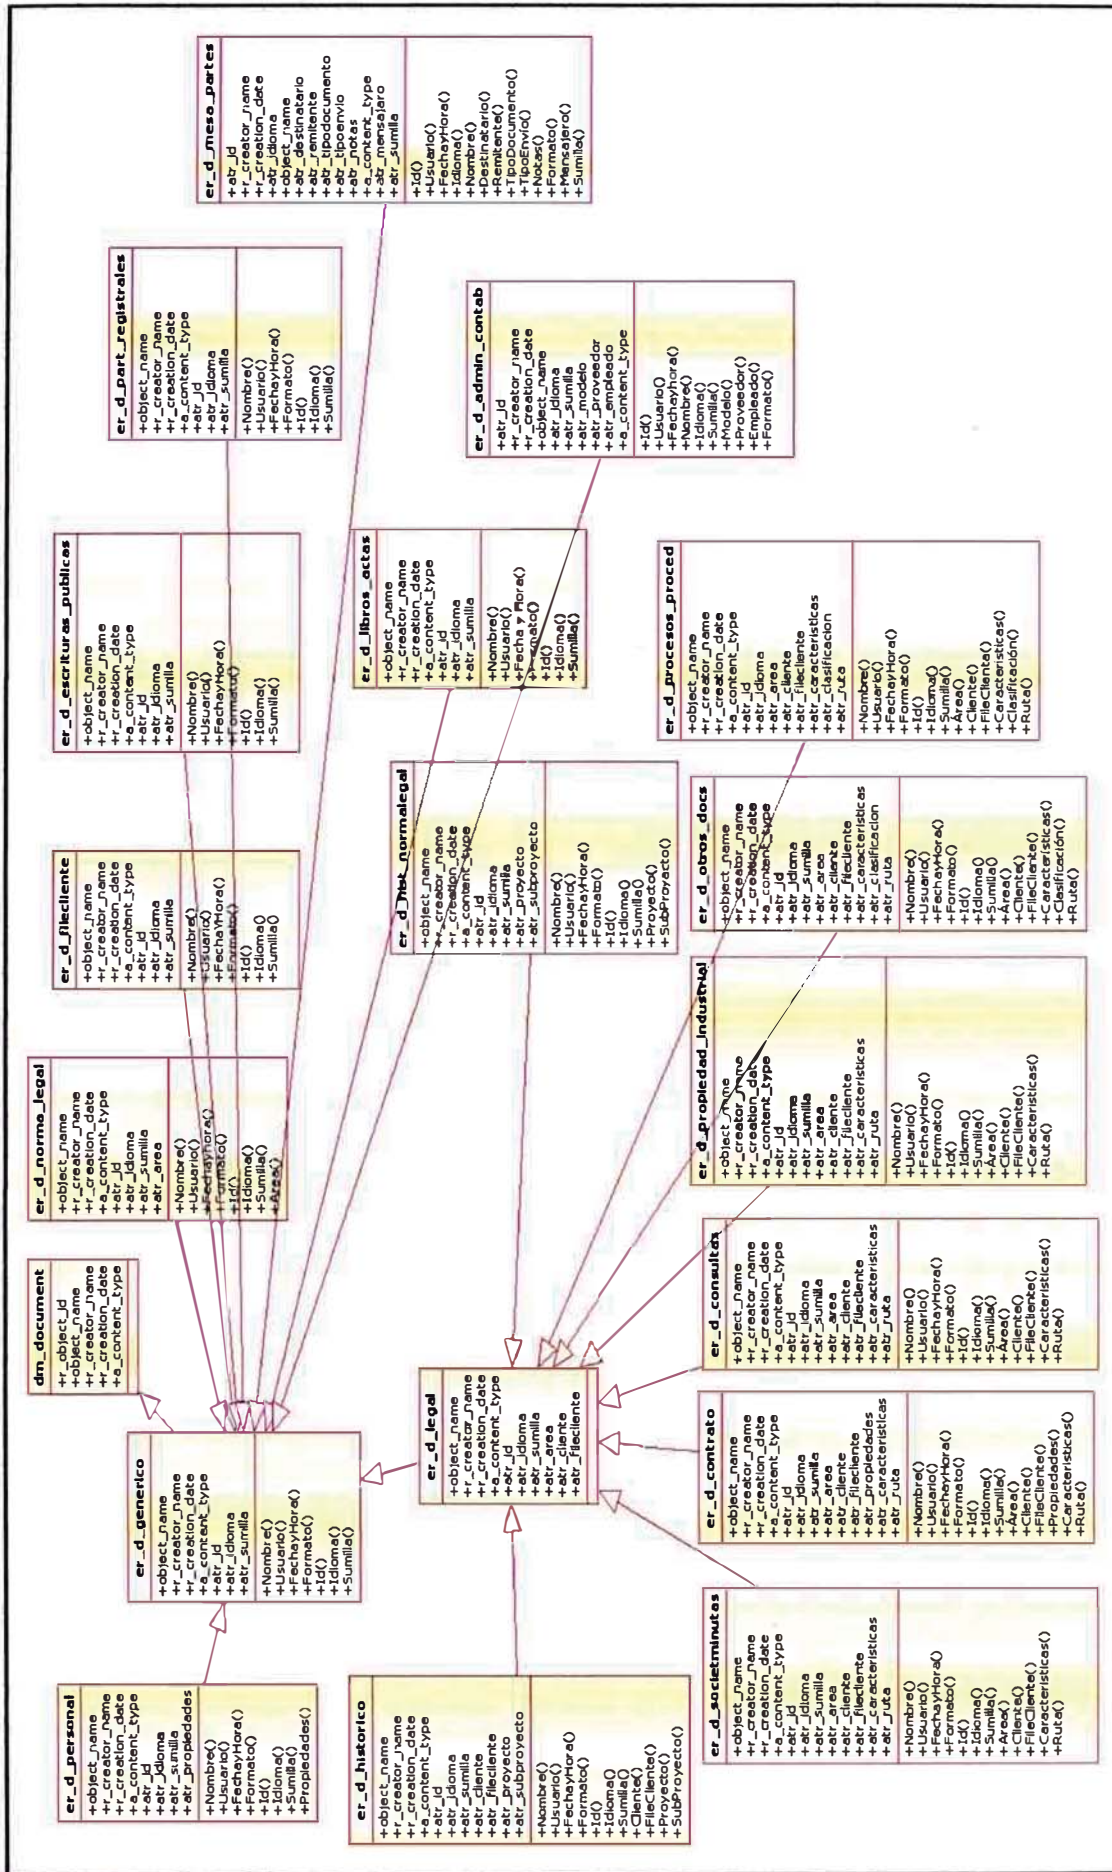 er_d_personal
+object_name
+r_creator_name
+r_creation_date
+a_content_type
+atr_id
+atr_idioma
+atr_sumilla
+atr_propiedades
+Nombre()
+Usuario()
+FechayHora()
+Formato()
+Id()
+Idioma()
+Sumilla()
+Propiedades()
er_d_generico
+object_name
+r_creator_name
+r_creation_date
+a_content_type
+atr_id
+atr_idioma
+atr_sumilla
+Nombre()
+Usuario()
+FechayHora()
+Formato()
+Id()
+Idioma()
+Sumilla()
dm_document
+r_object_id
+object_name
+r_creator_name
+r_creation_date
+a_content_type
er_d_norma_legal
+object_name
+r_creator_name
+r_creation_date
+a_content_type
+atr_id
+atr_idioma
+atr_sumilla
+atr_area
+Nombre()
+Usuario()
+Fechayhora()
+Formato()
+Id()
+Idioma()
+Sumilla()
+Area()
er_d_filecliente
+object_name
+r_creator_name
+r_creation_date
+a_content_type
+atr_id
+atr_idioma
+atr_sumilla
+Nombre()
+Usuario()
+FechaYHora()
+Formato()
+Id()
+Idioma()
+Sumilla()
er_d_escrituras_publicas
+object_name
+r_creator_name
+r_creation_date
+a_content_type
+atr_id
+atr_idioma
+atr_sumilla
+Nombre()
+Usuario()
+FechayHora()
+Formato()
+Id()
+Idioma()
+Sumilla()
er_d_part_registrales
+object_name
+r_creator_name
+r_creation_date
+a_content_type
+atr_id
+atr_idioma
+atr_sumilla
+Nombre()
+Usuario()
+FechayHora()
+Formato()
+Id()
+Idioma()
+Sumilla()
er_d_mesa_partes
+atr_id
+r_creator_name
+r_creation_date
+atr_idioma
+object_name
+atr_destinatario
+atr_remitente
+atr_tipodocumento
+atr_tipoenvio
+atr_notas
+a_content_type
+atr_mensajaro
+atr_sumilla
+Id()
+Usuario()
+FechayHora()
+Idioma()
+Nombre()
+Destinatario()
+Remitente()
+TipoDocumento()
+TipoEnvío()
+Notas()
+Formato()
+Mensajero()
+Sumilla()
er_d_historico
+object_name
+r_creator_name
+r_creation_date
+a_content_type
+atr_id
+atr_idioma
+atr_sumilla
+atr_cliente
+atr_filecliente
+atr_proyecto
+atr_subproyecto
+Nombre()
+Usuario()
+FechayHora()
+Formato()
+Id()
+Idioma()
+Sumilla()
+Cliente()
+FileCliente()
+Proyecto()
+SubProyecto()
er_d_legal
+object_name
+r_creator_name
+r_creation_date
+a_content_type
+atr_id
+atr_idioma
+atr_sumilla
+atr_area
+atr_cliente
+atr_filecliente
er_d_hist_normalegal
+object_name
+r_creator_name
+r_creation_date
+a_content_type
+atr_id
+atr_idioma
+atr_sumilla
+atr_proyecto
+atr_subproyecto
+Nombre()
+Usuario()
+FechayHora()
+Formato()
+Id()
+Idioma()
+Sumilla()
+Proyecto()
+SubProyecto()
er_d_libros_actas
+object_name
+r_creator_name
+r_creation_date
+a_content_type
+atr_id
+atr_idioma
+atr_sumilla
+Nombre()
+Usuario()
+Fecha y Hora()
+Formato()
+Id()
+Idioma()
+Sumilla()
er_d_admin_contab
+atr_id
+r_creator_name
+r_creation_date
+object_name
+atr_idioma
+atr_sumilla
+atr_modelo
+atr_proveedor
+atr_empleado
+a_content_type
+Id()
+Usuario()
+Fechayhora()
+Nombre()
+Idioma()
+Sumilla()
+Modelo()
+Proveedor()
+Empleado()
+Formato()
er_d_societminutas
+object_name
+r_creator_name
+r_creation_date
+a_content_type
+atr_id
+atr_idioma
+atr_sumilla
+atr_area
+atr_cliente
+atr_filecliente
+atr_caracteristicas
+atr_ruta
+Nombre()
+Usuario()
+FechayHora()
+Formato()
+Id()
+Idioma()
+Sumilla()
+Area()
+Cliente()
+FileCliente()
+Características()
+Ruta()
er_d_contrato
+object_name
+r_creator_name
+r_creation_date
+a_content_type
+atr_id
+atr_idioma
+atr_sumilla
+atr_area
+atr_cliente
+atr_filecliente
+atr_propiedades
+atr_caracteristicas
+atr_ruta
+Nombre()
+Usuario()
+FechayHora()
+Formato()
+Id()
+Idioma()
+Sumilla()
+Área()
+Cliente()
+FileCliente()
+Propiedades()
+Características()
+Ruta()
er_d_consultas
+object_name
+r_creator_name
+r_creation_date
+a_content_type
+atr_id
+atr_idioma
+atr_sumilla
+atr_area
+atr_cliente
+atr_filecliente
+atr_caracteristicas
+atr_ruta
+Nombre()
+Usuario()
+FechayHora()
+Formato()
+Id()
+Idioma()
+Sumilla()
+Área()
+Cliente()
+FileCliente()
+Características()
+Ruta()
er_d_propiedad_industrial
+object_name
+r_creator_name
+r_creation_date
+a_content_type
+atr_id
+atr_idioma
+atr_sumilla
+atr_area
+atr_cliente
+atr_filecliente
+atr_caracteristicas
+atr_ruta
+Nombre()
+Usuario()
+FechayHora()
+Formato()
+Id()
+Idioma()
+Sumilla()
+Área()
+Cliente()
+FileCliente()
+Características()
+Ruta()
er_d_otros_docs
+object_name
+r_creator_name
+r_creation_date
+a_content_type
+atr_id
+atr_idioma
+atr_sumilla
+atr_area
+atr_cliente
+atr_filecliente
+atr_caracteristicas
+atr_clasificacion
+atr_ruta
+Nombre()
+Usuario()
+FechayHora()
+Formato()
+Id()
+Idioma()
+Sumilla()
+Área()
+Cliente()
+FileCliente()
+Características()
+Clasificación()
+Ruta()
er_d_procesos_proced
+object_name
+r_creator_name
+r_creation_date
+a_content_type
+atr_id
+atr_idioma
+atr_area
+atr_cliente
+atr_filecliente
+atr_caracteristicas
+atr_clasificacion
+atr_ruta
+Nombre()
+Usuario()
+FechayHora()
+Formato()
+Id()
+Idioma()
+Sumilla()
+Área()
+Cliente()
+FileCliente()
+Características()
+Clasificación()
+Ruta()